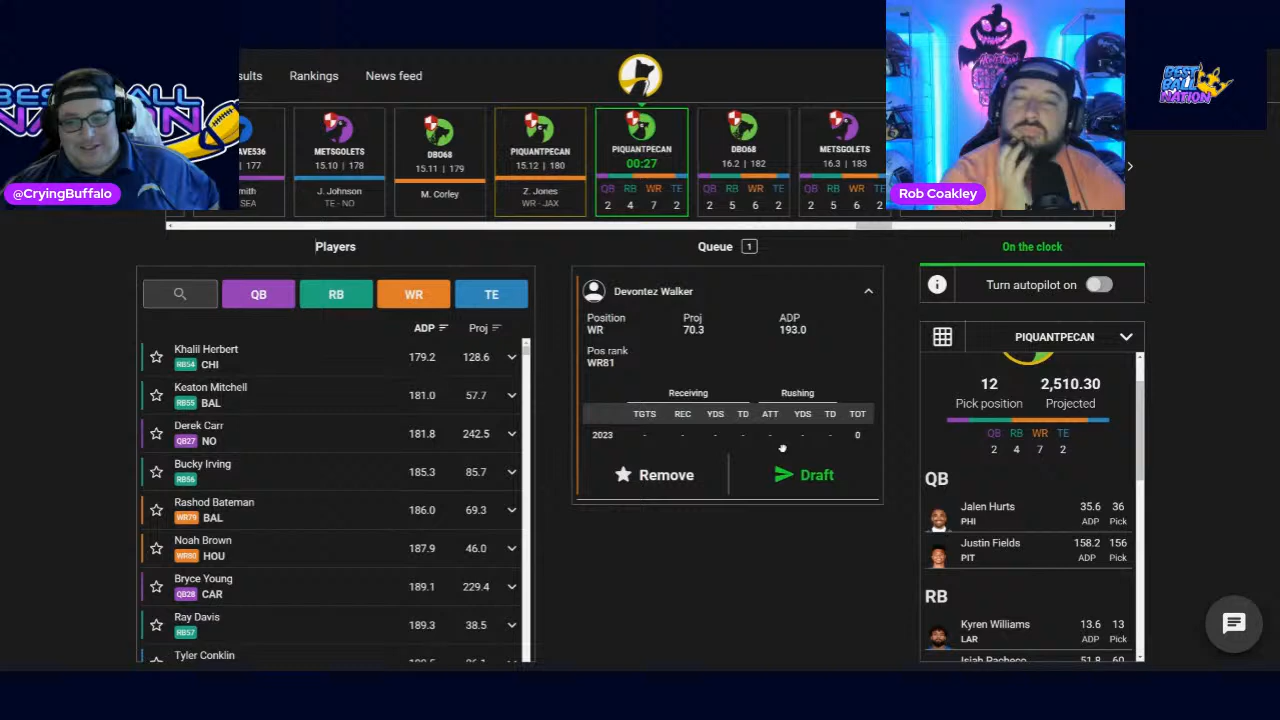 BEST BALL
NATION
@CryingBuffalo
Rob Coakley
BEST
BALL
NATION
Rankings
News feed
177
METSGOLETS
15.10 | 178
J. Johnson
TE - NO
DBO68
15.11 | 179
M. Corley
PIQUANTPECAN
15.12 | 180
Z. Jones
WR - JAX
PIQUANTPECAN
00:27
QB RB WR TE
2 4 7 2
DBO68
16.2 | 182
QB RB WR TE
2 5 6 2
METSGOLETS
16.3 | 183
QB RB WR TE
2 5 6 2
SEA
Players
QB
RB
WR
TE
ADP
Proj
Khalil Herbert
RB54 CHI
179.2
128.6
Keaton Mitchell
RB55 BAL
181.0
57.7
Derek Carr
QB27 NO
181.8
242.5
Bucky Irving
RB56
185.3
85.7
Rashod Bateman
WR79 BAL
186.0
69.3
Noah Brown
WR80 HOU
187.9
46.0
Bryce Young
QB28 CAR
189.1
229.4
Ray Davis
RB57
189.3
38.5
Tyler Conklin
Queue 1
Devontez Walker
Position
WR
Proj
70.3
ADP
193.0
Pos rank
WR81
Receiving
Rushing
TGTS REC YDS TD ATT YDS TD TOT
2023 - - - - - - - 0
Remove
Draft
On the clock
Turn autopilot on
PIQUANTPECAN
12
Pick position
2,510.30
Projected
QB RB WR TE
2 4 7 2
QB
Jalen Hurts
PHI
35.6
ADP
36
Pick
Justin Fields
PIT
158.2
ADP
156
Pick
RB
Kyren Williams
LAR
13.6
ADP
13
Pick
Isiah Pacheco
51.8
60